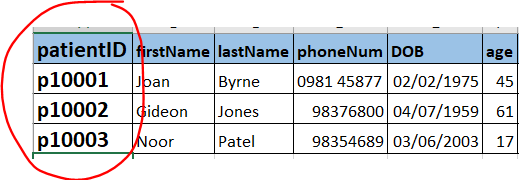 patientID firstName lastName phoneNum DOB age
p10001 Joan Byrne 0981 45877 02/02/1975 45
p10002 Gideon Jones 98376800 04/07/1959 61
p10003 Noor Patel 98354689 03/06/2003 17